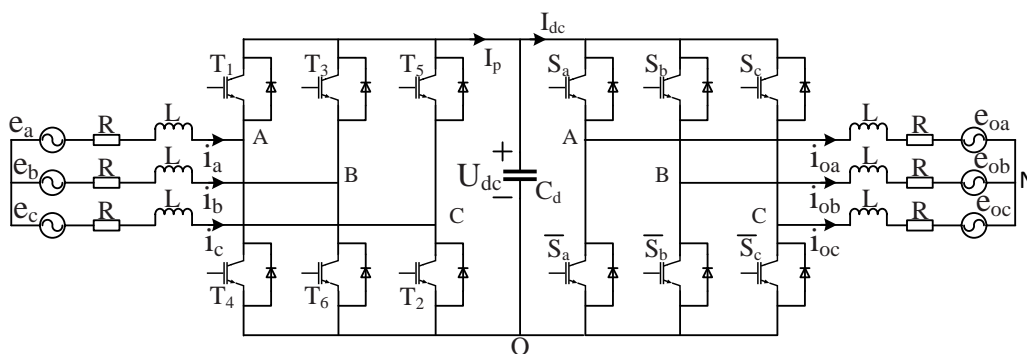 I_dc
I_p
T_1 T_3 T_5
S_a S_b S_c
e_a R L i_a A
e_b R L i_b B
e_c R L i_c C
+
U_dc C_d
−
A i_oa L R e_oa
B i_ob L R e_ob N
C i_oc L R e_oc
T_4 T_6 T_2
S̅_a S̅_b S̅_c
O